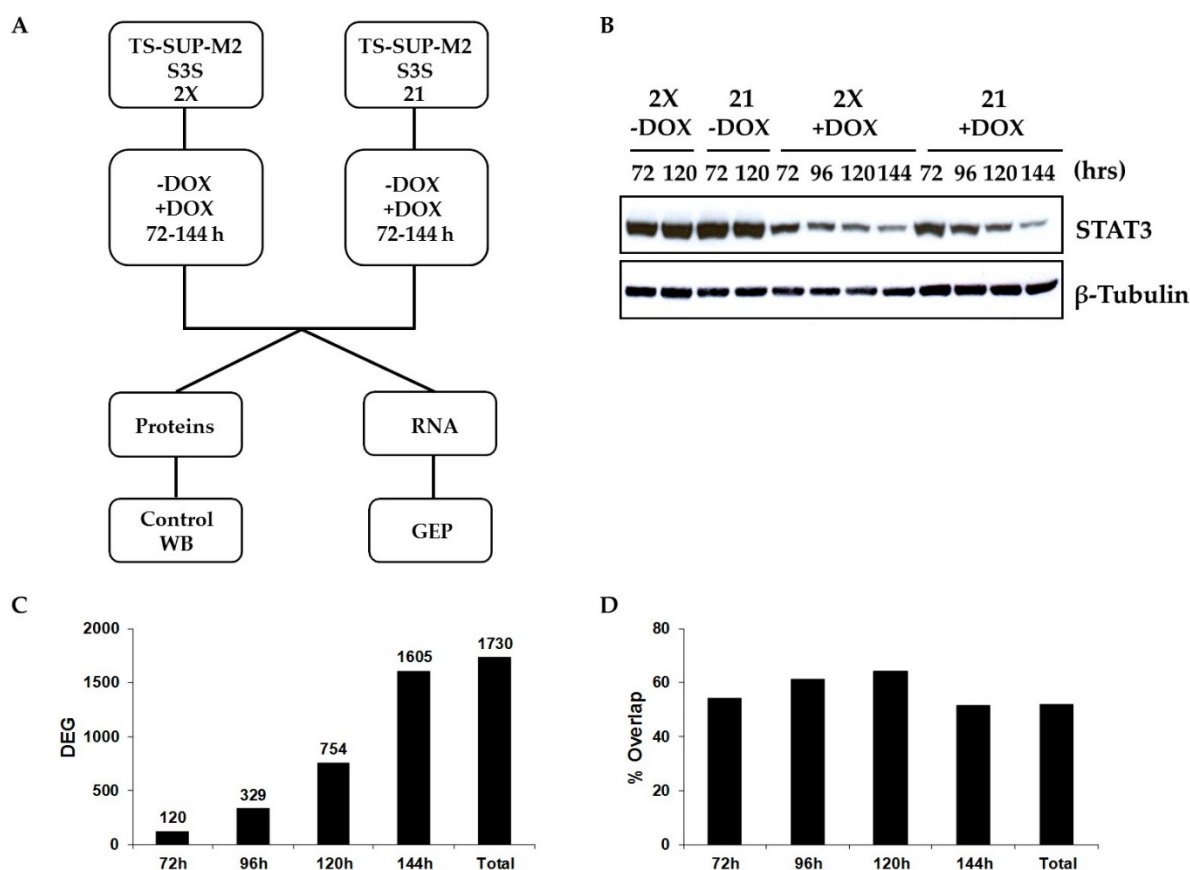 A
TS-SUP-M2
S3S
2X
TS-SUP-M2
S3S
21
-DOX
+DOX
72-144 h
-DOX
+DOX
72-144 h
Proteins
RNA
Control
WB
GEP
B
2X 21 2X 21
-DOX -DOX +DOX +DOX
72 120 72 120 72 96 120 144 72 96 120 144 (hrs)
STAT3
β-Tubulin
C
DEG
2000
1500
1000
500
0
120
329
754
1605
1730
72h 96h 120h 144h Total
D
% Overlap
80
60
40
20
0
72h 96h 120h 144h Total